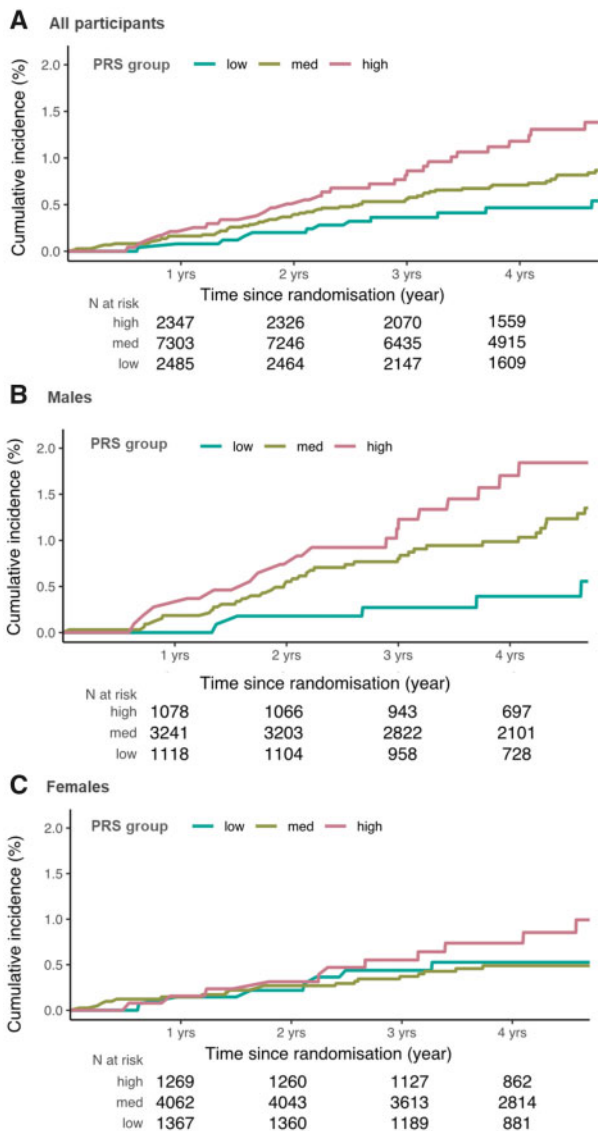 A All participants
PRS group low med high
Cumulative incidence (%)
2.0
1.5
1.0
0.5
0.0
1 yrs 2 yrs 3 yrs 4 yrs
Time since randomisation (year)
N at risk
high 2347 2326 2070 1559
med 7303 7246 6435 4915
low 2485 2464 2147 1609
B Males
PRS group low med high
Cumulative incidence (%)
2.0
1.5
1.0
0.5
0.0
1 yrs 2 yrs 3 yrs 4 yrs
Time since randomisation (year)
N at risk
high 1078 1066 943 697
med 3241 3203 2822 2101
low 1118 1104 958 728
C Females
PRS group low med high
Cumulative incidence (%)
2.0
1.5
1.0
0.5
0.0
1 yrs 2 yrs 3 yrs 4 yrs
Time since randomisation (year)
N at risk
high 1269 1260 1127 862
med 4062 4043 3613 2814
low 1367 1360 1189 881